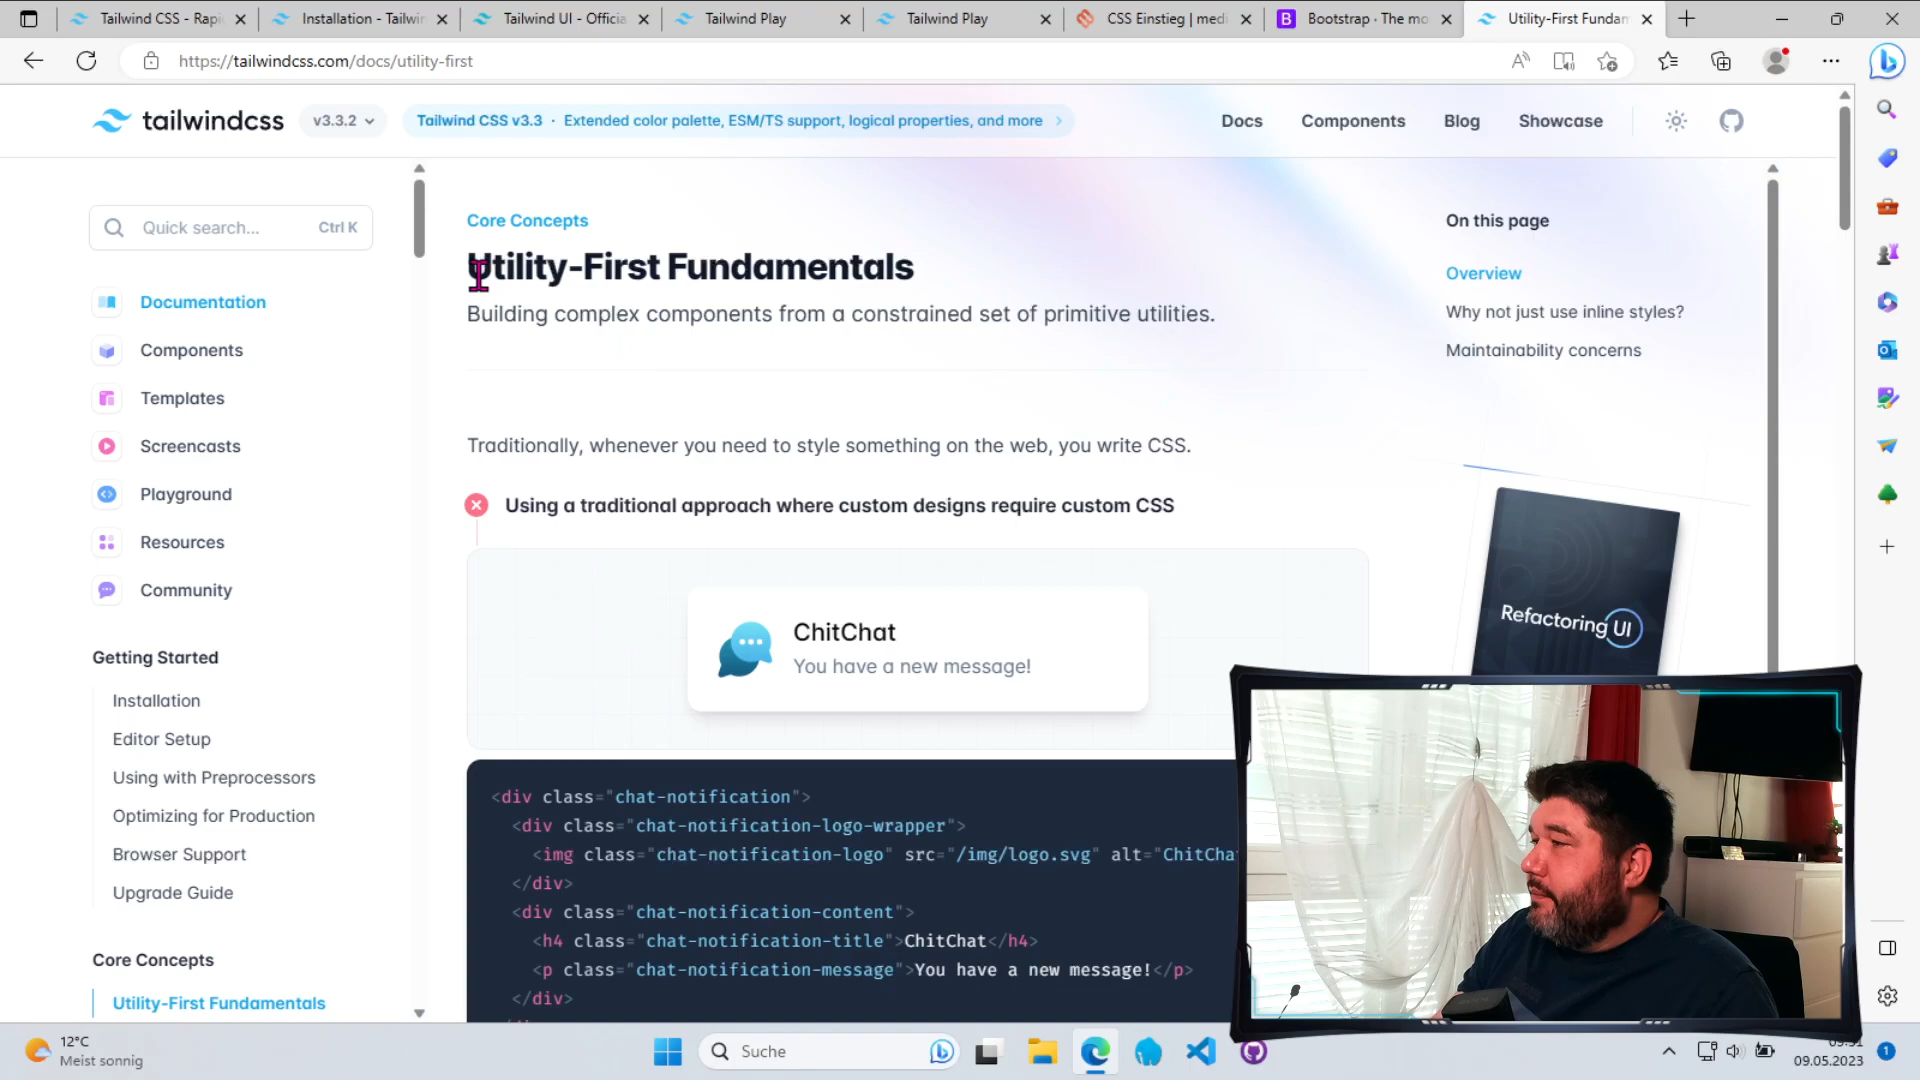 Tailwind CSS - Rapi
Installation - Tailwin
Tailwind UI - Officia
Tailwind Play
Tailwind Play
CSS Einstieg | medi
Bootstrap · The mo
Utility-First Fundam
https://tailwindcss.com/docs/utility-first
tailwindcss
v3.3.2
Tailwind CSS v3.3 · Extended color palette, ESM/TS support, logical properties, and more
Docs
Components
Blog
Showcase
Quick search...
Ctrl K
Documentation
Components
Templates
Screencasts
Playground
Resources
Community
Getting Started
Installation
Editor Setup
Using with Preprocessors
Optimizing for Production
Browser Support
Upgrade Guide
Core Concepts
Utility-First Fundamentals
Core Concepts
Utility-First Fundamentals
Building complex components from a constrained set of primitive utilities.
Traditionally, whenever you need to style something on the web, you write CSS.
Using a traditional approach where custom designs require custom CSS
ChitChat
You have a new message!
<div class="chat-notification">
<div class="chat-notification-logo-wrapper">
<img class="chat-notification-logo" src="/img/logo.svg" alt="ChitCha
</div>
<div class="chat-notification-content">
<h4 class="chat-notification-title">ChitChat</h4>
<p class="chat-notification-message">You have a new message!</p>
</div>
On this page
Overview
Why not just use inline styles?
Maintainability concerns
Refactoring UI
12°C
Meist sonnig
Suche
09.05.2023
1